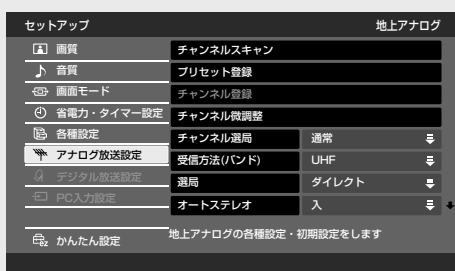 セットアップ 地上アナログ
画質
音質
画面モード
省電力・タイマー設定
各種設定
アナログ放送設定
デジタル放送設定
PC入力設定
かんたん設定
チャンネルスキャン
プリセット登録
チャンネル登録
チャンネル微調整
チャンネル選局 通常
受信方法(バンド) UHF
選局 ダイレクト
オートステレオ 入
地上アナログの各種設定・初期設定をします